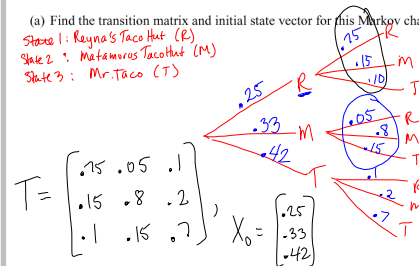 (a) Find the transition matrix and initial state vector for this Markov cha
State 1: Reyna's Taco Hut (R)
State 2: Matamoros Taco Hut (M)
State 3: Mr. Taco (T)
.75 R
.15 M
.10 T
.25 R
.33 M
.42 T
.05 R
.8 M
.15 T
.1 R
.2 M
.7 T
T = [.75 .05 .1
.15 .8 .2
.1 .15 .7] ,
X₀ = [.25
.33
.42]